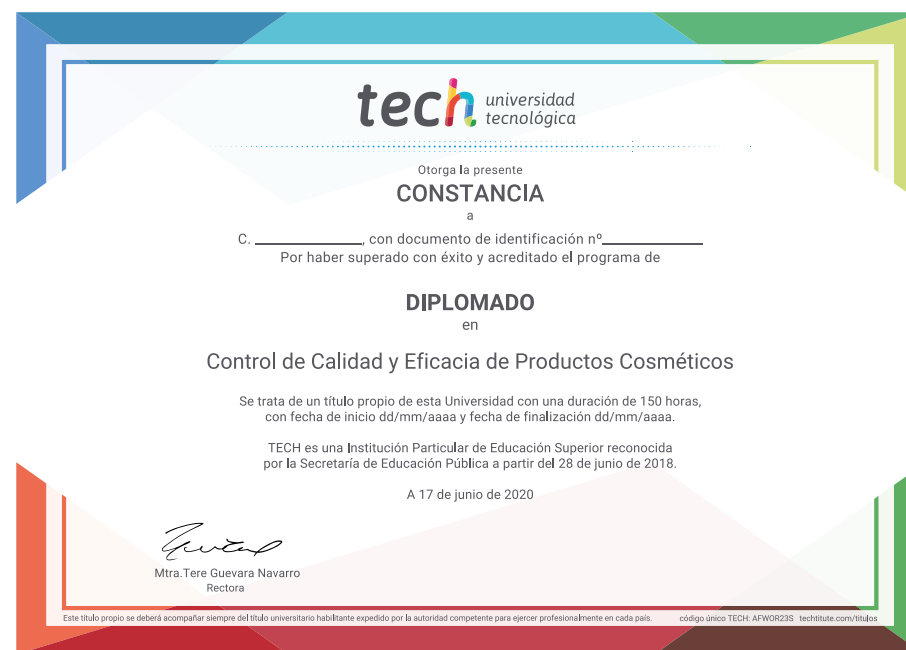 tech universidad
tecnológica
Otorga la presente
CONSTANCIA
a
C. ____________, con documento de identificación nº____________
Por haber superado con éxito y acreditado el programa de
DIPLOMADO
en
Control de Calidad y Eficacia de Productos Cosméticos
Se trata de un título propio de esta Universidad con una duración de 150 horas,
con fecha de inicio dd/mm/aaaa y fecha de finalización dd/mm/aaaa.
TECH es una Institución Particular de Educación Superior reconocida
por la Secretaría de Educación Pública a partir del 28 de junio de 2018.
A 17 de junio de 2020
Mtra.Tere Guevara Navarro
Rectora
Este título propio se deberá acompañar siempre del título universitario habilitante expedido por la autoridad competente para ejercer profesionalmente en cada país. código único TECH: AFWOR23S techtitute.com/titulos